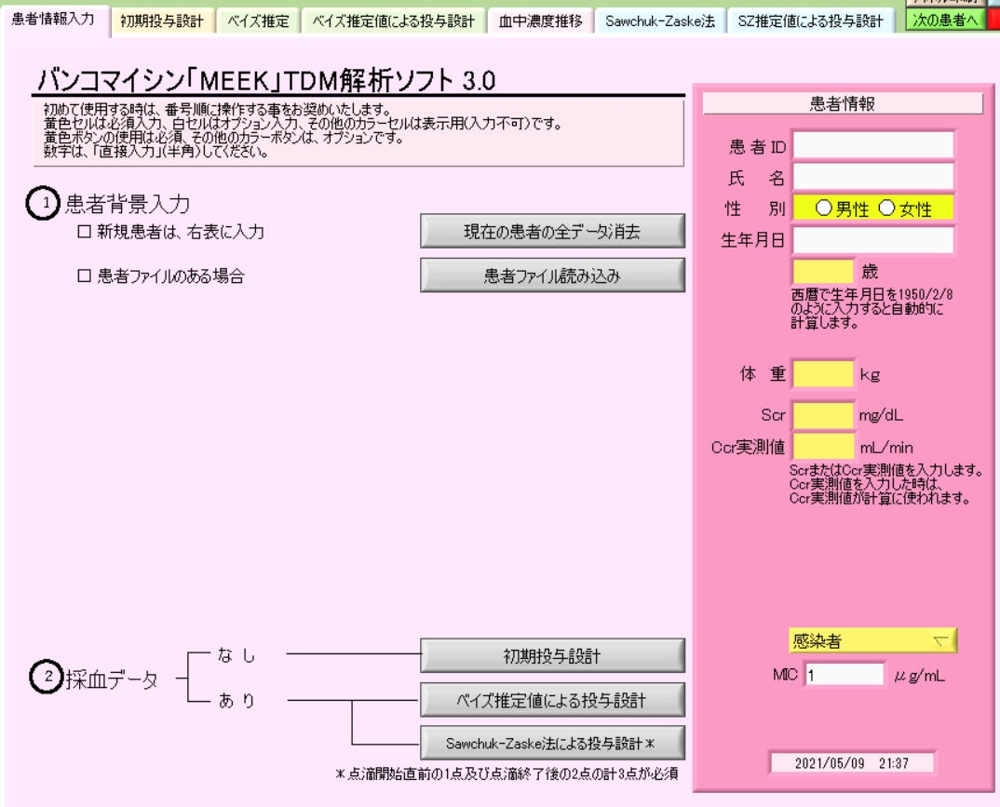 患者情報入力
初期投与設計
ベイズ推定
ベイズ推定値による投与設計
血中濃度推移
Sawchuk-Zaske法
SZ推定値による投与設計
次の患者へ
バンコマイシン「MEEK」TDM解析ソフト 3.0
初めて使用する時は、番号順に操作する事をお奨めいたします。
黄色セルは必須入力、白セルはオプション入力、その他のカラーセルは表示用(入力不可)です。
黄色ボタンの使用は必須、その他のカラーボタンは、オプションです。
数字は、「直接入力」(半角)してください。
1 患者背景入力
□ 新規患者は、右表に入力
現在の患者の全データ消去
□ 患者ファイルのある場合
患者ファイル読み込み
2 採血データ
なし
初期投与設計
あり
ベイズ推定値による投与設計
Sawchuk-Zaske法による投与設計*
*点滴開始直前の1点及び点滴終了後の2点の計3点が必須
患者情報
患者ID
氏 名
性 別 男性 女性
生年月日
歳
西暦で生年月日を1950/2/8
のように入力すると自動的に
計算します。
体 重 kg
Scr mg/dL
Ccr実測値 mL/min
ScrまたはCcr実測値を入力します。
Ccr実測値を入力した時は、
Ccr実測値が計算に使われます。
感染者
MIC 1 μg/mL
2021/05/09 21:37